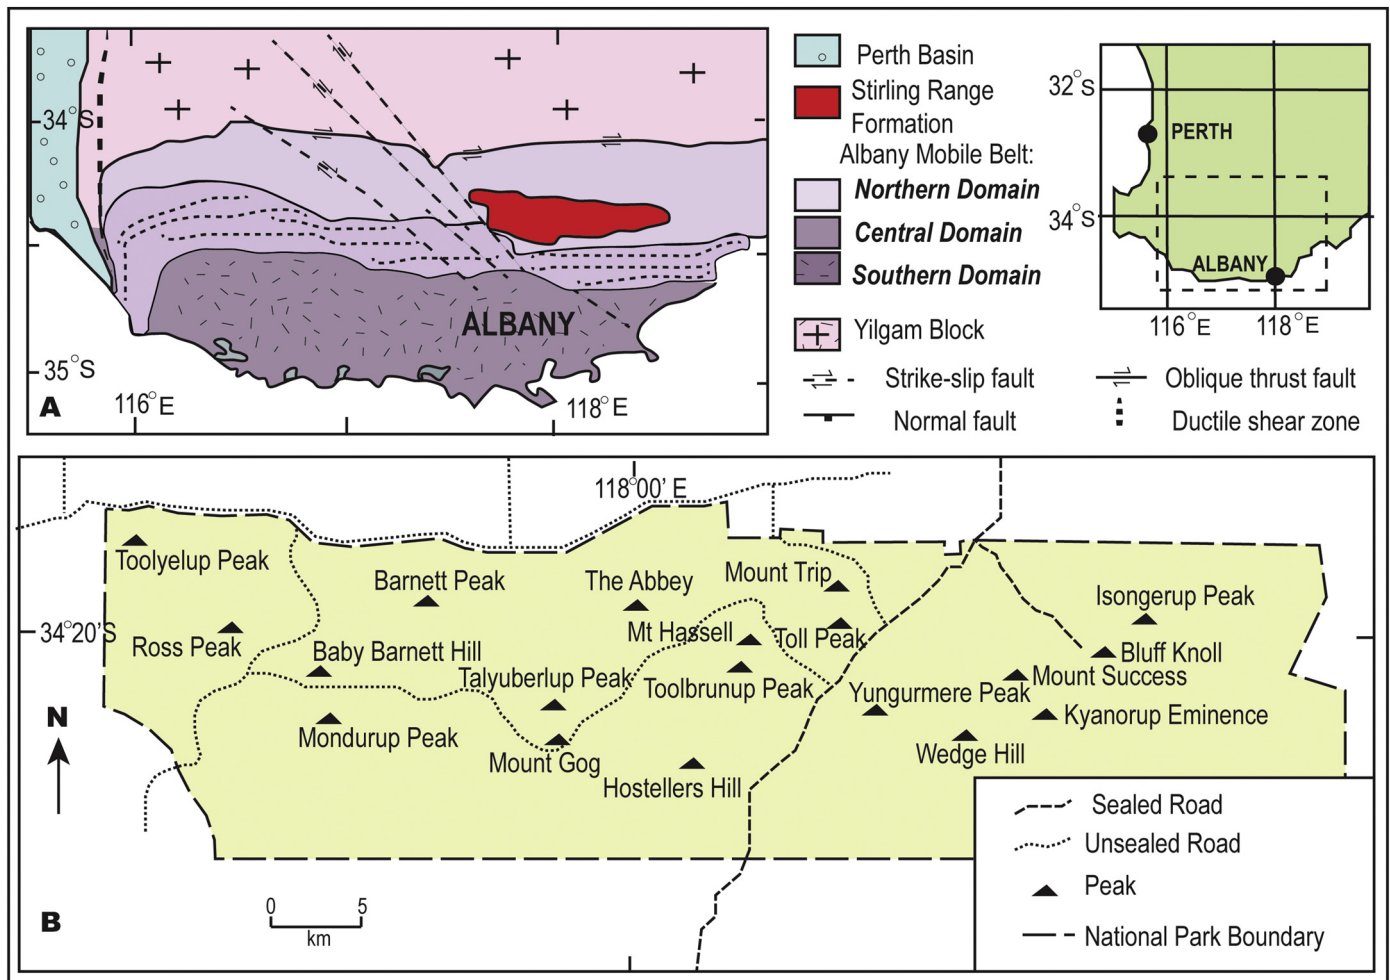 34°S
35°S
116°E
118°E
ALBANY
A
Perth Basin
Stirling Range
Formation
Albany Mobile Belt:
Northern Domain
Central Domain
Southern Domain
Yilgam Block
Strike-slip fault
Normal fault
Oblique thrust fault
Ductile shear zone
32°S
34°S
PERTH
ALBANY
116°E
118°E
118°00' E
34°20'S
Toolyelup Peak
Barnett Peak
The Abbey
Mount Trip
Isongerup Peak
Ross Peak
Baby Barnett Hill
Mt Hassell
Toll Peak
Bluff Knoll
Talyuberlup Peak
Toolbrunup Peak
Yungurmere Peak
Mount Success
Mondurup Peak
Kyanorup Eminence
Mount Gog
Wedge Hill
Hostellers Hill
N
B
0 5
km
Sealed Road
Unsealed Road
Peak
National Park Boundary